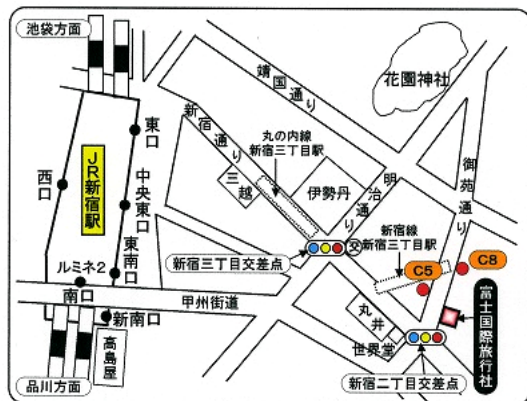 池袋方面
花園神社
靖国通り
新宿通り
東口
丸の内線
新宿三丁目駅
御苑通り
明治通り
JR新宿駅
三越
伊勢丹
中央東口
西口
新宿線
新宿三丁目駅
交
新宿三丁目交差点
東南口
C5
C8
ルミネ2
南口
甲州街道
丸井
新南口
世界堂
富士国際旅行社
高島屋
品川方面
新宿二丁目交差点